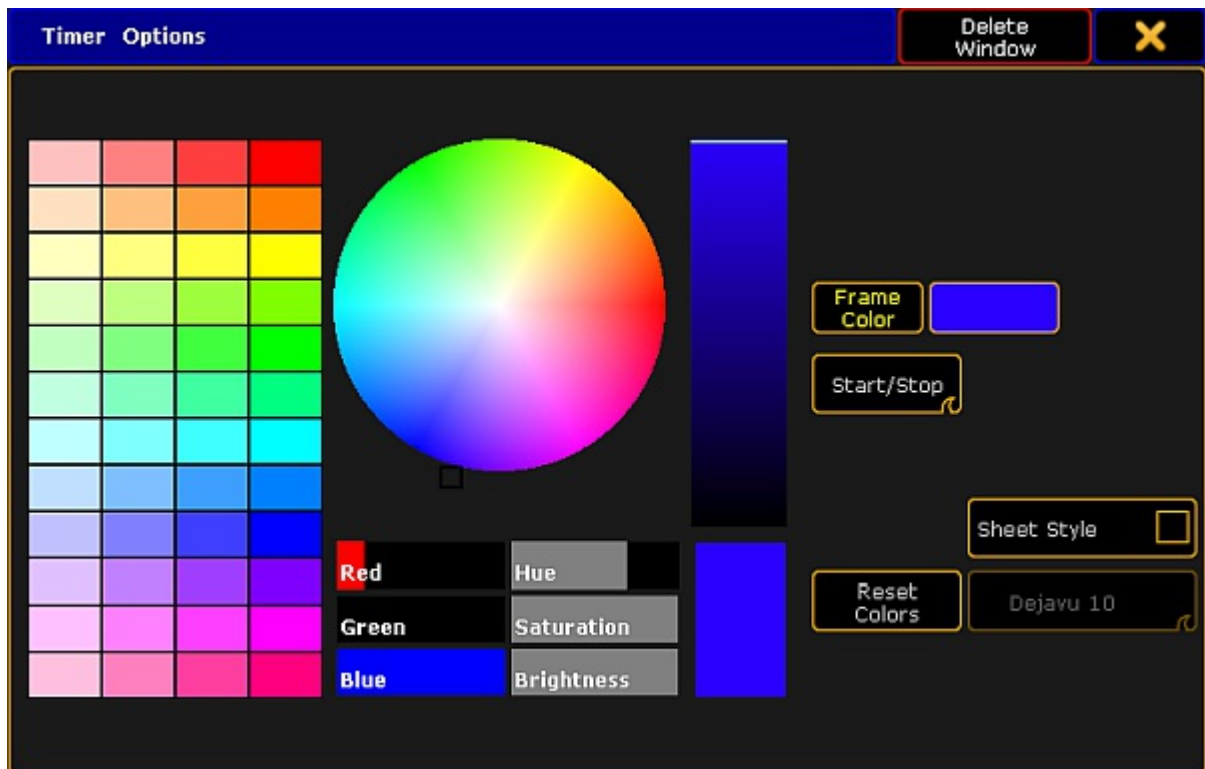 Timer Options
Delete
Window
Frame
Color
Start/Stop
Sheet Style
Red
Hue
Reset
Colors
Dejavu 10
Green
Saturation
Blue
Brightness